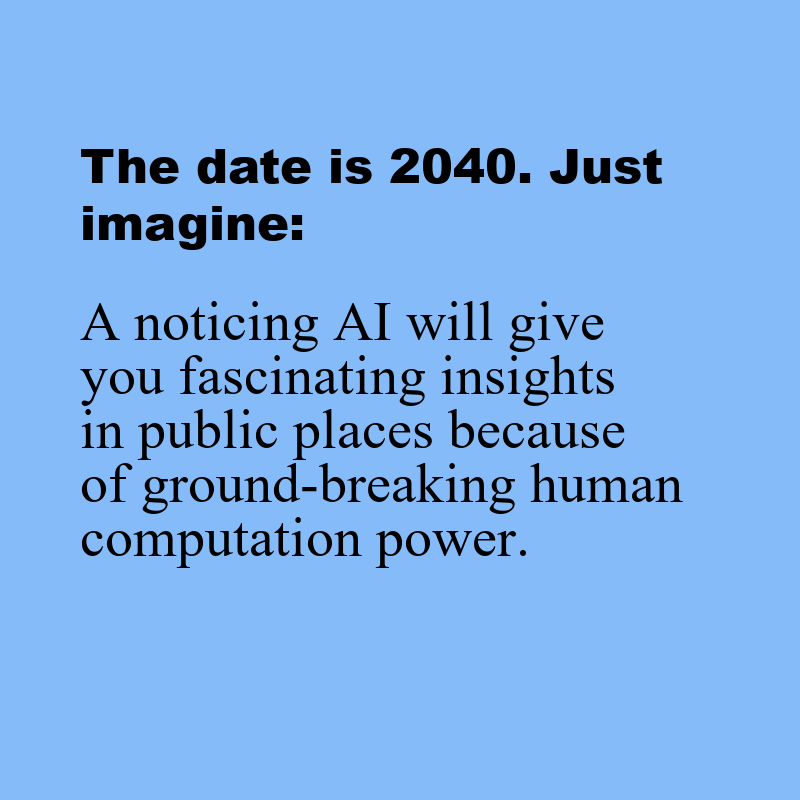 The date is 2040. Just
imagine:
A noticing AI will give
you fascinating insights
in public places because
of ground-breaking human
computation power.